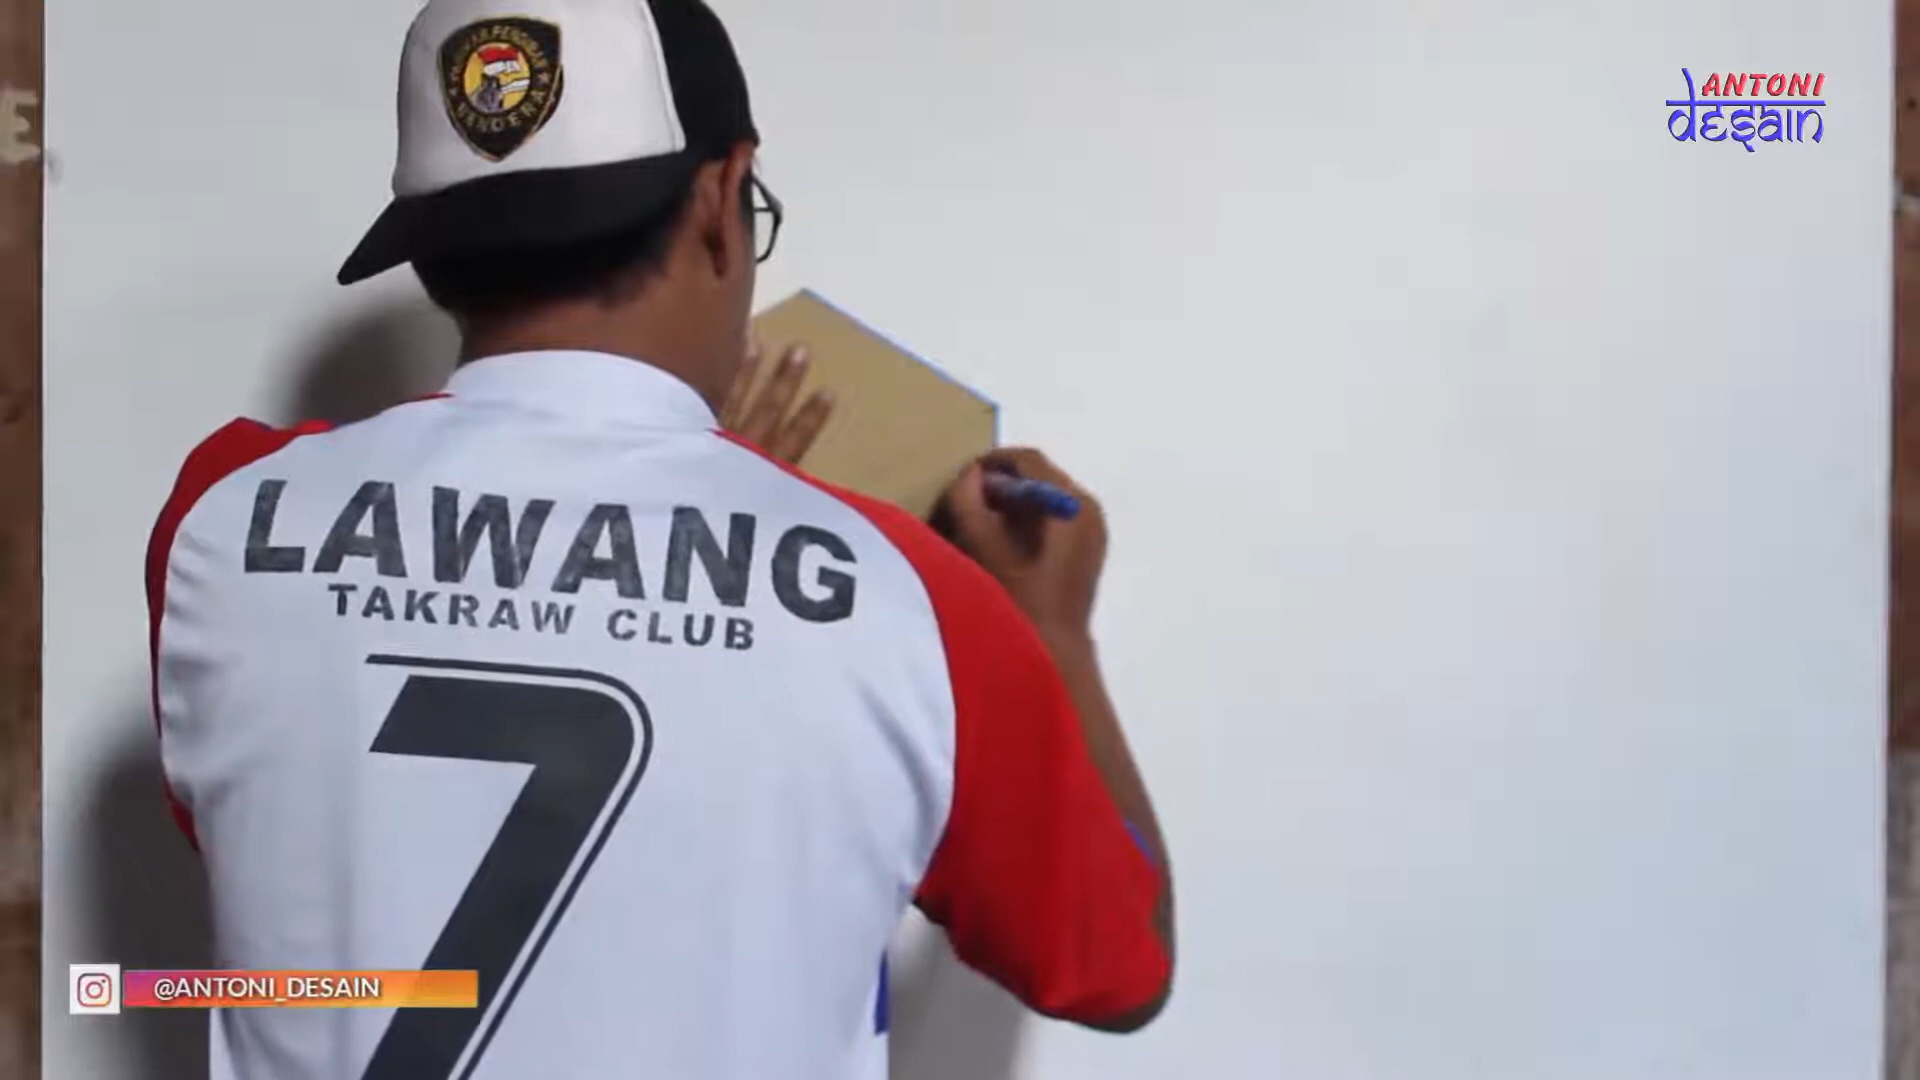 ANTONI
desain
LAWANG
TAKRAW CLUB
7
@ANTONI_DESAIN